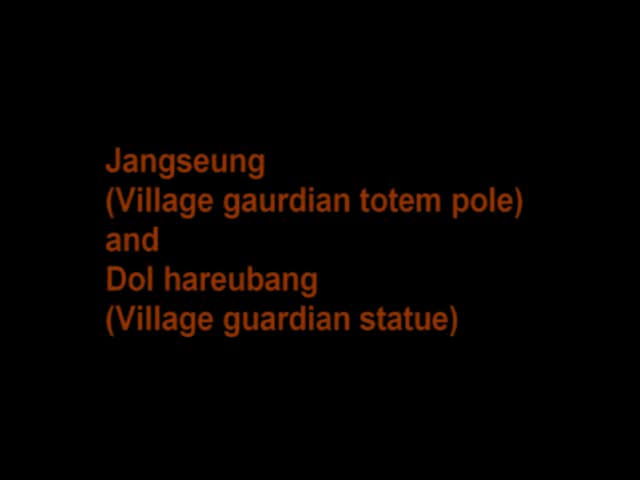 Jangseung
(Village gaurdian totem pole)
and
Dol hareubang
(Village guardian statue)